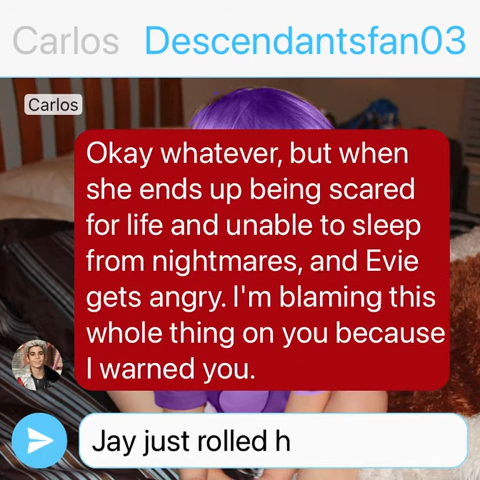 Carlos Descendantsfan03
Carlos
Okay whatever, but when
she ends up being scared
for life and unable to sleep
from nightmares, and Evie
gets angry. I'm blaming this
whole thing on you because
I warned you.
Jay just rolled h